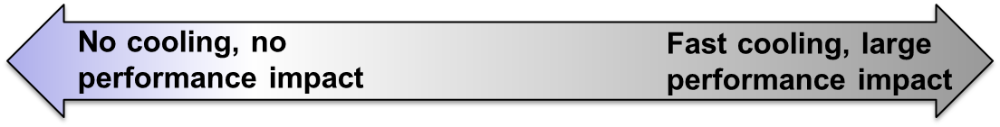 No cooling, no
performance impact
Fast cooling, large
performance impact